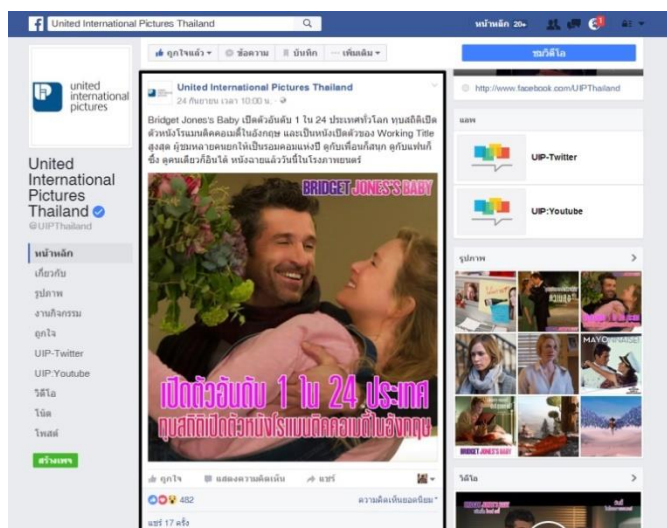 United International Pictures Thailand
หน้าหลัก 20+
united
international
pictures
United
International
Pictures
Thailand
@UIPThailand
หน้าหลัก
เกี่ยวกับ
รูปภาพ
งานกิจกรรม
ถูกใจ
UIP-Twitter
UIP:Youtube
วิดีโอ
โน้ต
โพสต์
สร้างเพจ
ถูกใจแล้ว
ข้อความ
บันทึก
เพิ่มเติม
United International Pictures Thailand
24 กันยายน เวลา 10:00 น.
Bridget Jones's Baby เปิดตัวอันดับ 1 ใน 24 ประเทศทั่วโลก ทุบสถิติเปิด
ตัวหนังโรแมนติคคอเมดี้ในอังกฤษ และเป็นหนังเปิดตัวของ Working Title
สูงสุด ผู้ชมหลายคนยกให้เป็นรอมคอมแห่งปี ดูกับเพื่อนก็สนุก ดูกับแฟนก็
ซึ้ง ดูคนเดียวก็อินได้ หนังฉายแล้ววันนี้ในโรงภาพยนตร์
BRIDGET JONES'S BABY
เปิดตัวอันดับ 1 ใน 24 ประเทศ
ทุบสถิติเปิดตัวหนังโรแมนติคคอเมดี้ในอังกฤษ
ถูกใจ
แสดงความคิดเห็น
แชร์
482
ความคิดเห็นยอดนิยม
แชร์ 17 ครั้ง
ชมวิดีโอ
http://www.facebook.com/UIPThailand
แอพ
UIP-Twitter
UIP:Youtube
รูปภาพ
BRIDGET JONES'S BABY
วิดีโอ